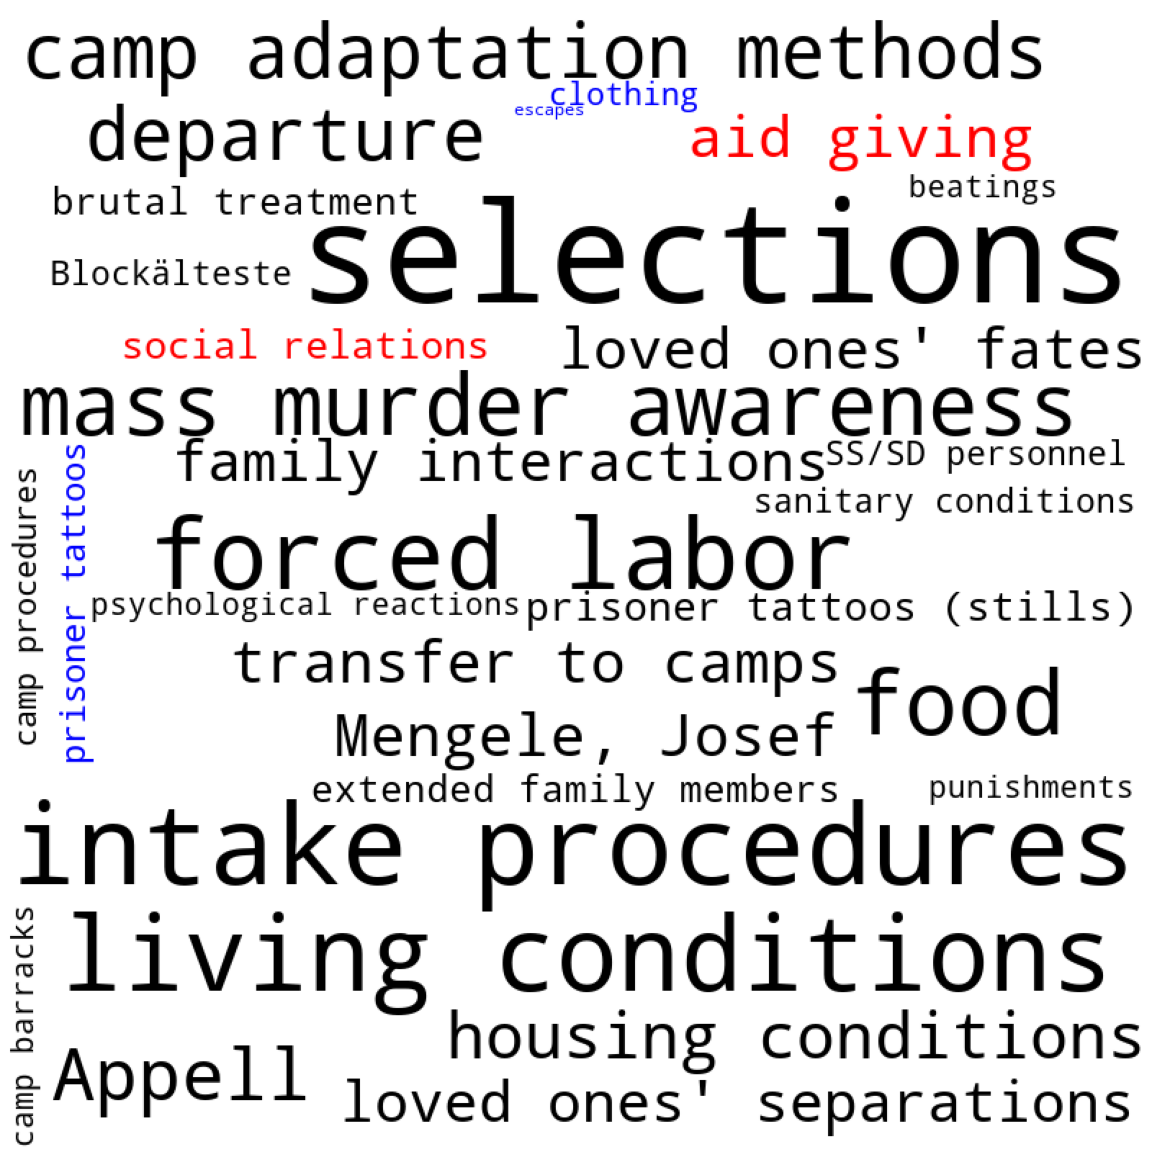 camp adaptation methods
clothing
escapes
departure
aid giving
beatings
brutal treatment
selections
Blockälteste
social relations
loved ones' fates
mass murder awareness
family interactions
SS/SD personnel
camp procedures
prisoner tattoos
sanitary conditions
forced labor
psychological reactions
prisoner tattoos (stills)
transfer to camps
food
Mengele, Josef
extended family members
punishments
intake procedures
living conditions
camp barracks
housing conditions
Appell
loved ones' separations